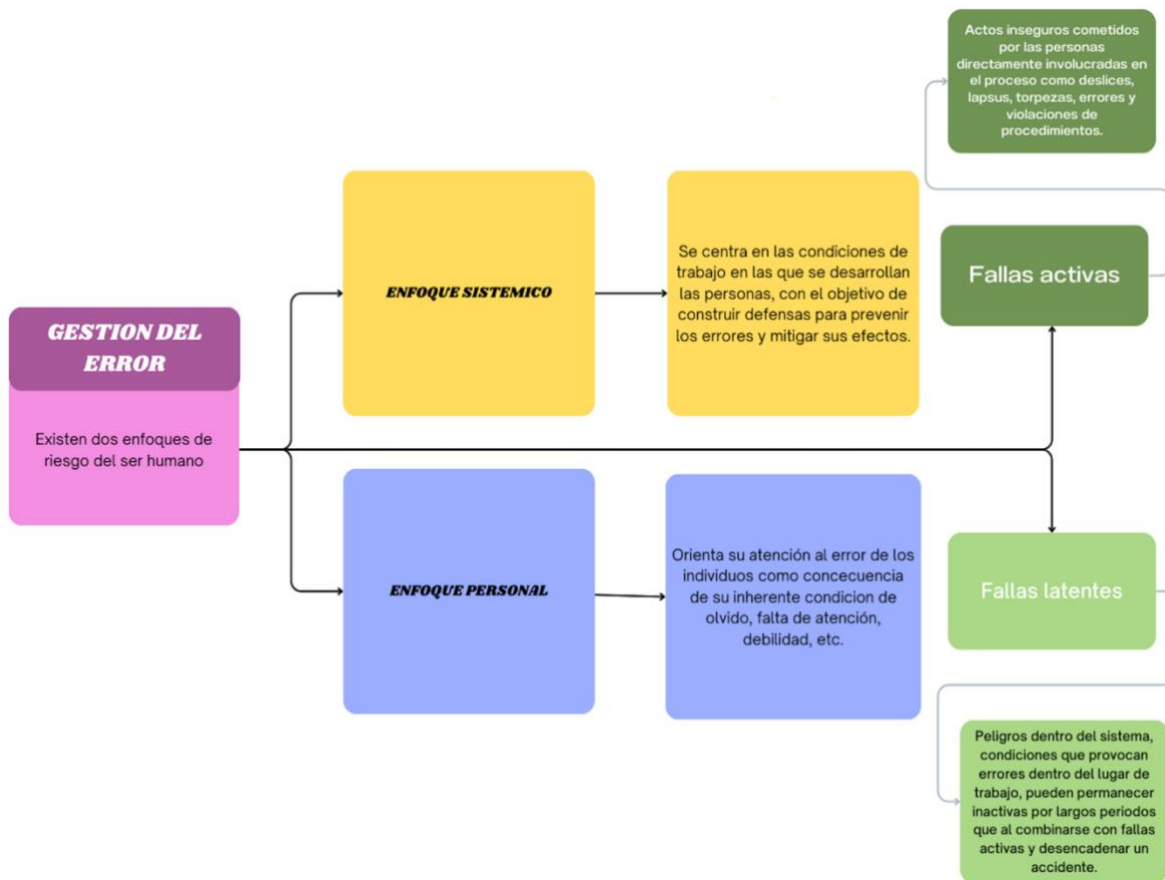 GESTION DEL
ERROR
Existen dos enfoques de
riesgo del ser humano
ENFOQUE SISTEMICO
Se centra en las condiciones de
trabajo en las que se desarrollan
las personas, con el objetivo de
construir defensas para prevenir
los errores y mitigar sus efectos.
ENFOQUE PERSONAL
Orienta su atención al error de los
individuos como concecuencia
de su inherente condicion de
olvido, falta de atención,
debilidad, etc.
Actos inseguros cometidos
por las personas
directamente involucradas en
el proceso como deslices,
lapsus, torpezas, errores y
violaciones de
procedimientos.
Fallas activas
Fallas latentes
Peligros dentro del sistema,
condiciones que provocan
errores dentro del lugar de
trabajo, pueden permanecer
inactivas por largos periodos
que al combinarse con fallas
activas y desencadenar un
accidente.